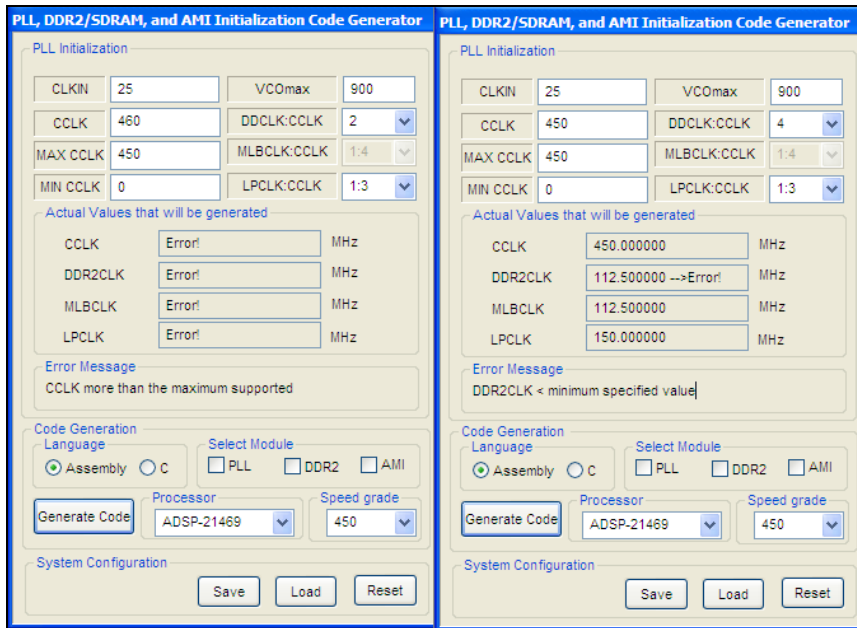 PLL, DDR2/SDRAM, and AMI Initialization Code Generator
PLL Initialization
CLKIN 25 VCOmax 900
CCLK 460 DDCLK:CCLK 2
MAX CCLK 450 MLBCLK:CCLK 1:4
MIN CCLK 0 LPCLK:CCLK 1:3
Actual Values that will be generated
CCLK Error! MHz
DDR2CLK Error! MHz
MLBCLK Error! MHz
LPCLK Error! MHz
Error Message
CCLK more than the maximum supported
Code Generation
Language Select Module
Assembly C PLL DDR2 AMI
Generate Code Processor Speed grade
ADSP-21469 450
System Configuration
Save Load Reset
PLL, DDR2/SDRAM, and AMI Initialization Code Generator
PLL Initialization
CLKIN 25 VCOmax 900
CCLK 450 DDCLK:CCLK 4
MAX CCLK 450 MLBCLK:CCLK 1:4
MIN CCLK 0 LPCLK:CCLK 1:3
Actual Values that will be generated
CCLK 450.000000 MHz
DDR2CLK 112.500000 -->Error! MHz
MLBCLK 112.500000 MHz
LPCLK 150.000000 MHz
Error Message
DDR2CLK < minimum specified value
Code Generation
Language Select Module
Assembly C PLL DDR2 AMI
Generate Code Processor Speed grade
ADSP-21469 450
System Configuration
Save Load Reset